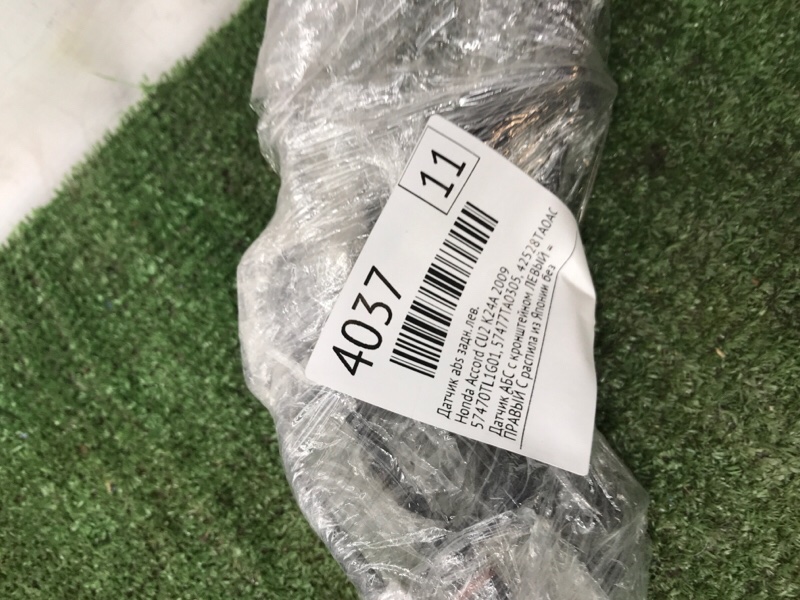 11
4037
Датчик abs задн.лев.
Honda Accord CU2 K24A 2009
57470TL1G01, 57477TA0305, 42528TA0AC
Датчик АБС с кронштейном ЛЕВЫЙ =
ПРАВЫЙ С распила из Японии без